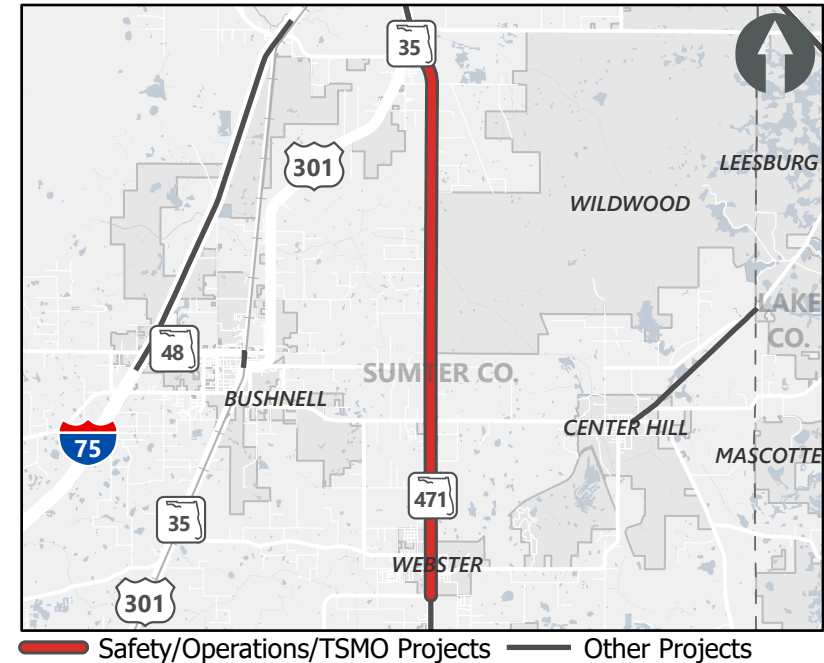 35
301
LEESBURG
WILDWOOD
LAKE
CO.
48
SUMTER CO.
BUSHNELL
75
CENTER HILL
MASCOTTE
471
35
WEBSTER
301
Safety/Operations/TSMO Projects
Other Projects